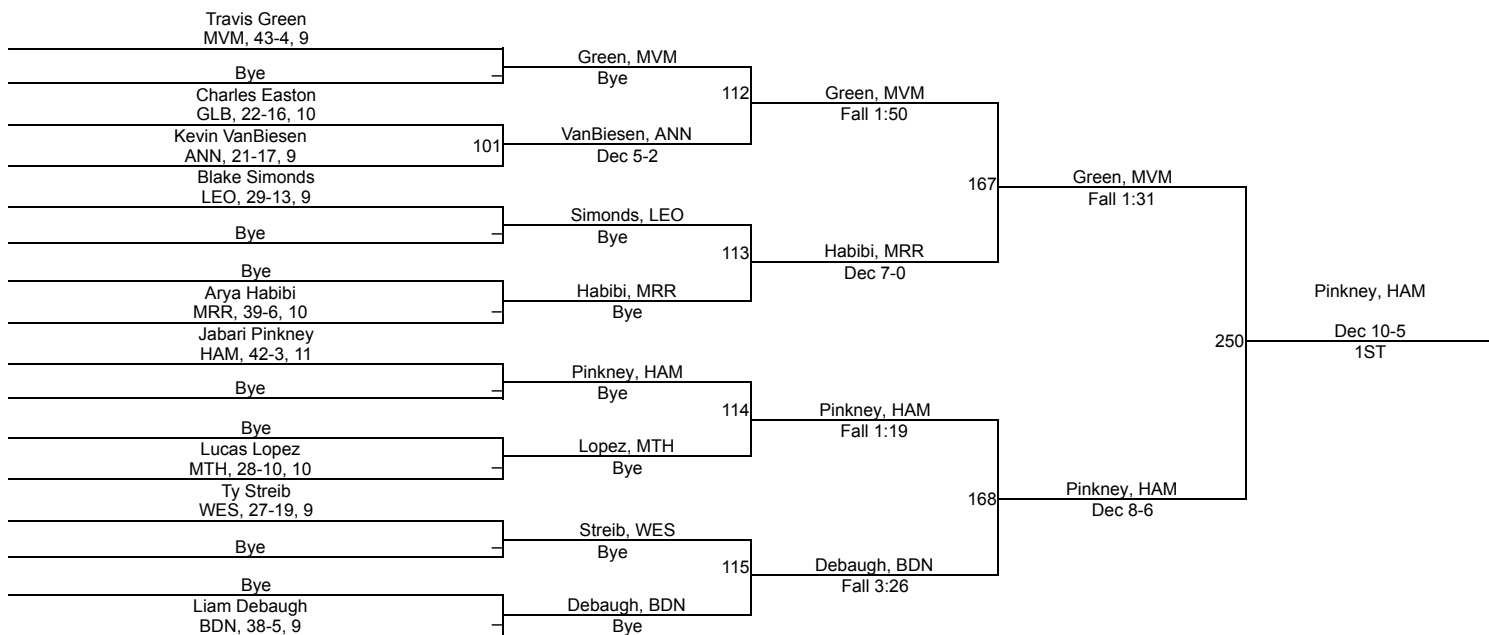 Travis Green
MVM, 43-4, 9
Bye
Charles Easton
GLB, 22-16, 10
Kevin VanBiesen
ANN, 21-17, 9
101
Blake Simonds
LEO, 29-13, 9
Bye
Bye
Arya Habibi
MRR, 39-6, 10
Jabari Pinkney
HAM, 42-3, 11
Bye
Bye
Lucas Lopez
MTH, 28-10, 10
Ty Streib
WES, 27-19, 9
Bye
Bye
Liam Debaugh
BDN, 38-5, 9
Green, MVM
Bye
112
VanBiesen, ANN
Dec 5-2
Simonds, LEO
Bye
113
Habibi, MRR
Bye
Pinkney, HAM
Bye
114
Lopez, MTH
Bye
Streib, WES
Bye
115
Debaugh, BDN
Bye
Green, MVM
Fall 1:50
167
Habibi, MRR
Dec 7-0
Pinkney, HAM
Fall 1:19
168
Debaugh, BDN
Fall 3:26
Green, MVM
Fall 1:31
250
Pinkney, HAM
Dec 8-6
Pinkney, HAM
Dec 10-5
1ST